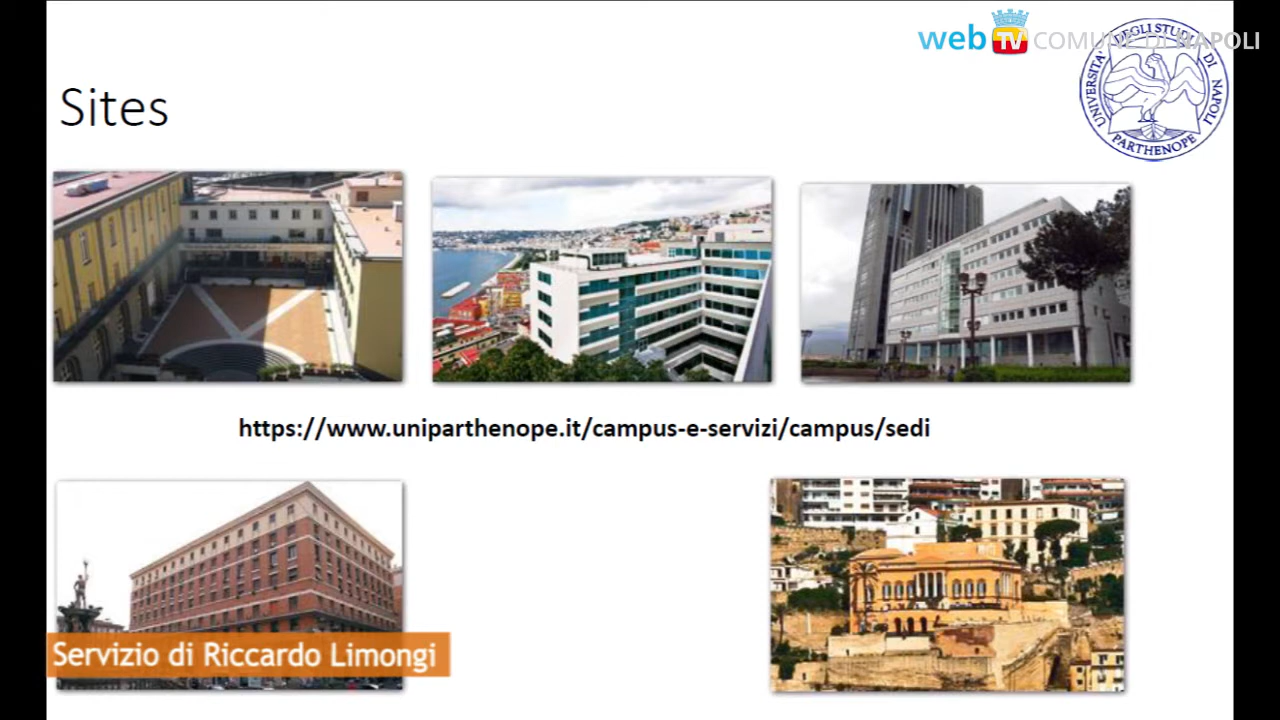 web TV COMUNE DI NAPOLI
UNIVERSITA' DEGLI STUDI DI NAPOLI
PARTHENOPE
Sites
https://www.uniparthenope.it/campus-e-servizi/campus/sedi
Servizio di Riccardo Limongi